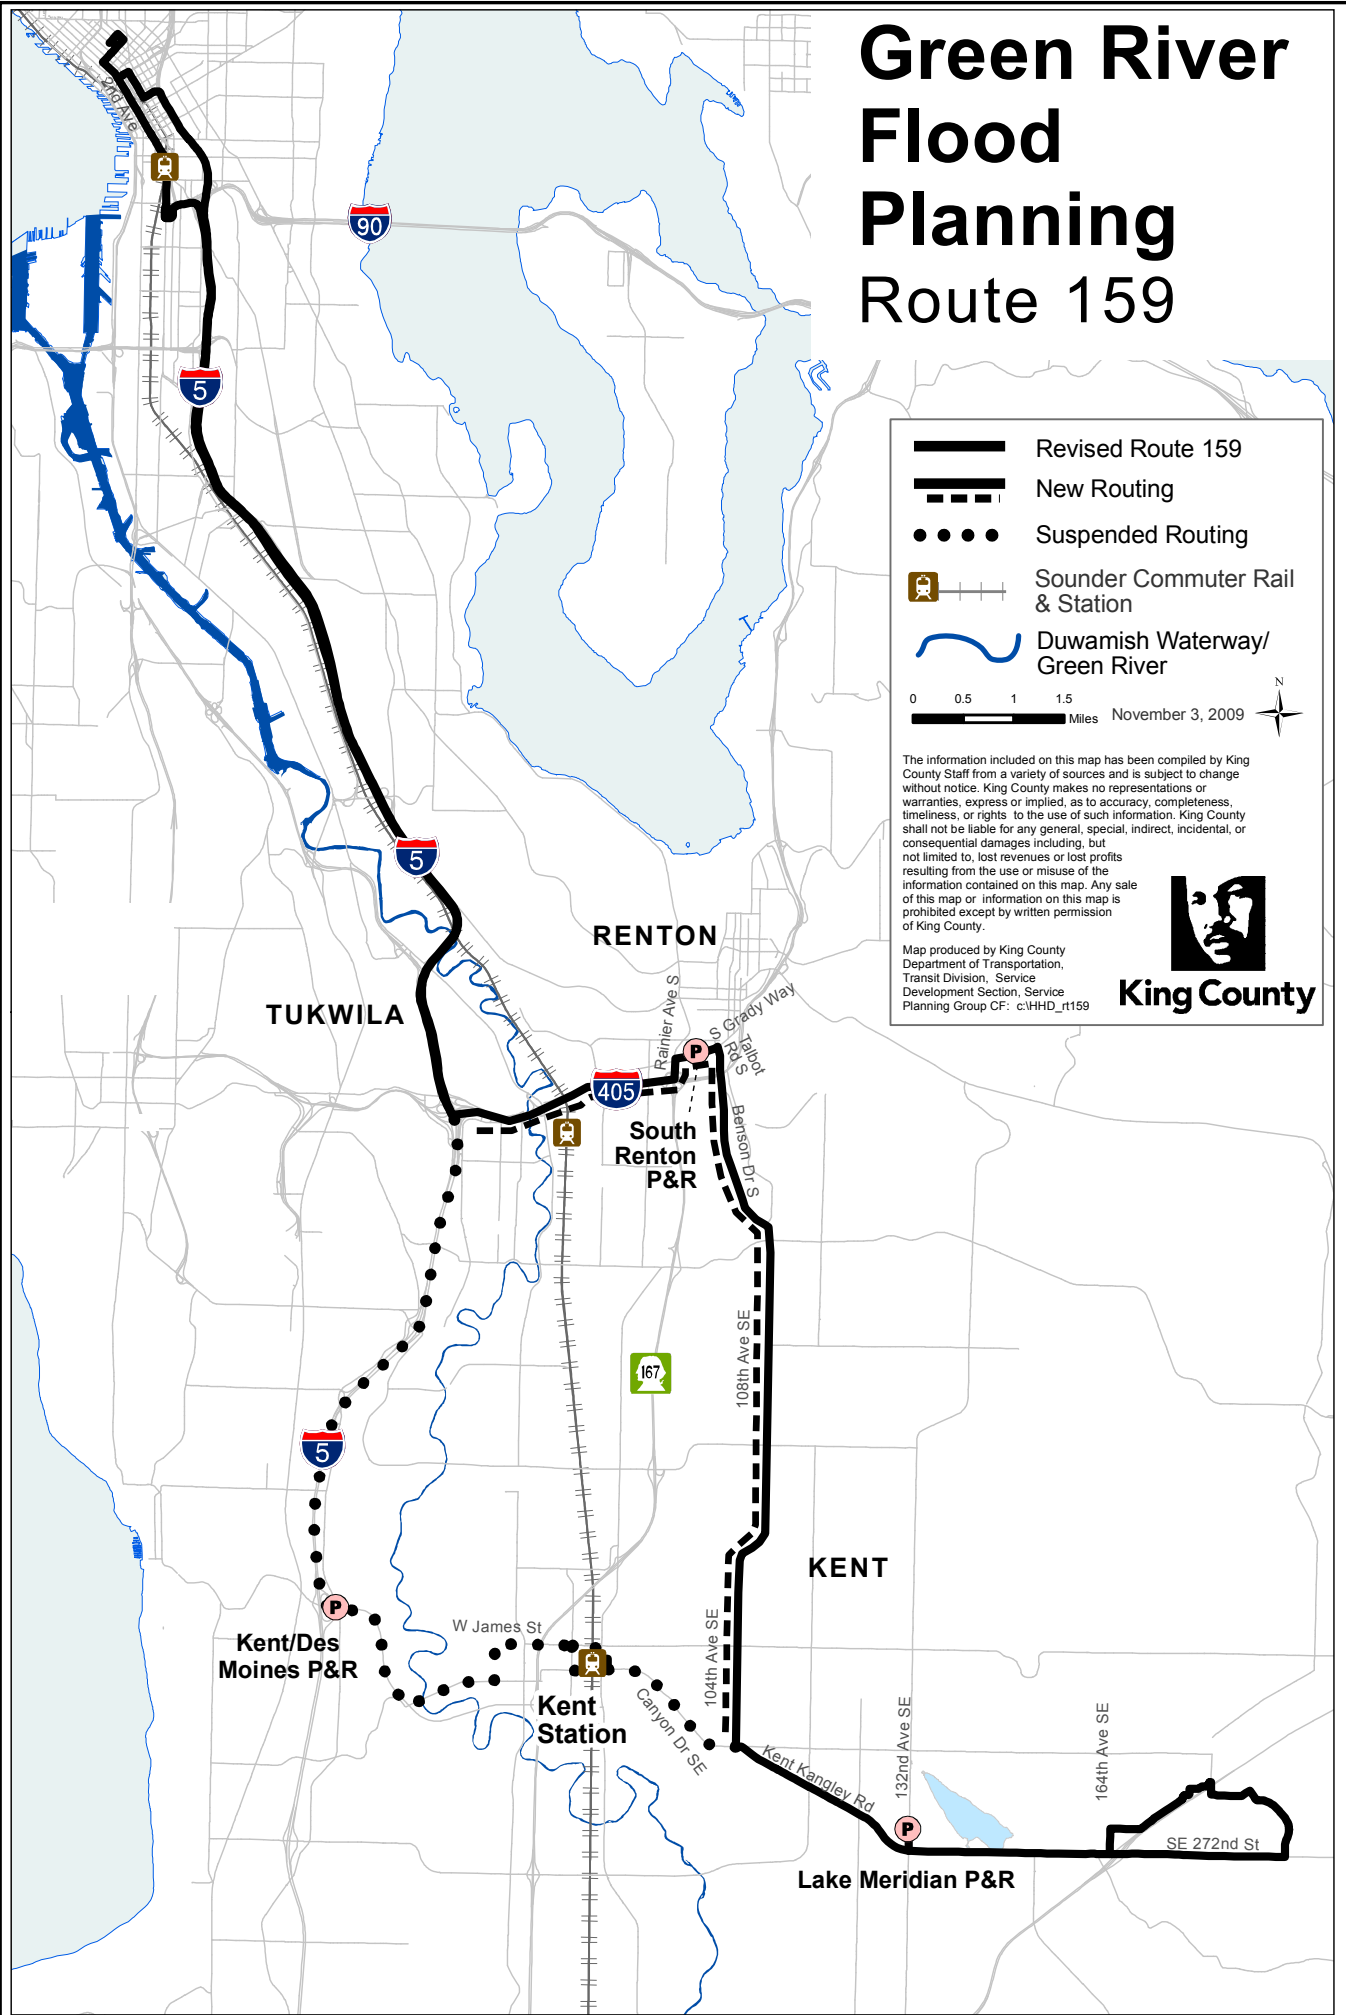 Green River
Flood
Planning
Route 159
2nd Ave
90
5
Revised Route 159
New Routing
Suspended Routing
Sounder Commuter Rail
& Station
Duwamish Waterway/
Green River
0 0.5 1 1.5
Miles
November 3, 2009
N
The information included on this map has been compiled by King
County Staff from a variety of sources and is subject to change
without notice. King County makes no representations or
warranties, express or implied, as to accuracy, completeness,
timeliness, or rights to the use of such information. King County
shall not be liable for any general, special, indirect, incidental, or
consequential damages including, but
not limited to, lost revenues or lost profits
resulting from the use or misuse of the
information contained on this map. Any sale
of this map or information on this map is
prohibited except by written permission
of King County.
Map produced by King County
Department of Transportation,
Transit Division, Service
Development Section, Service
Planning Group CF: c:\HHD_rt159
King County
5
RENTON
TUKWILA
Rainier Ave S
S Grady Way
Talbot
Rd S
P
405
South
Renton
P&R
Benson Dr S
108th Ave SE
167
5
KENT
P
Kent/Des
Moines P&R
W James St
104th Ave SE
Kent
Station
Canyon Dr SE
Kent Kangley Rd
132nd Ave SE
164th Ave SE
P
SE 272nd St
Lake Meridian P&R